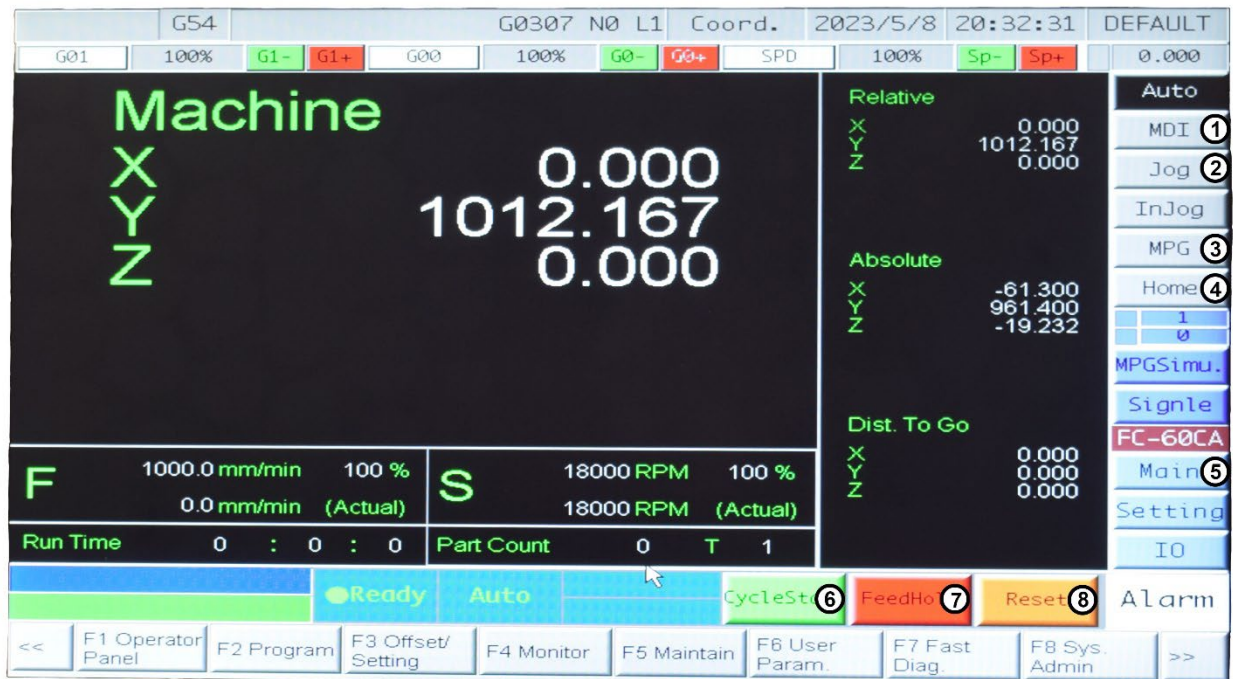 G54 G0307 N0 L1 Coord. 2023/5/8 20:32:31 DEFAULT
G01 100% G1- G1+ G00 100% G0- G0+ SPD 100% Sp- Sp+ 0.000
Machine
X 0.000
Y 1012.167
Z 0.000
Relative
X 0.000
Y 1012.167
Z 0.000
Absolute
X -61.300
Y 961.400
Z -19.232
Dist. To Go
X 0.000
Y 0.000
Z 0.000
Auto
MDI 1
Jog 2
InJog
MPG 3
Home 4
1
0
MPGSimu.
Signle
FC-60CA
Main 5
Setting
IO
F 1000.0 mm/min 100 %
0.0 mm/min (Actual)
S 18000 RPM 100 %
18000 RPM (Actual)
Run Time 0 : 0 : 0 Part Count 0 T 1
Ready Auto CycleSta 6 FeedHol 7 Reset 8 Alarm
<< F1 Operator
Panel
F2 Program
F3 Offset/
Setting
F4 Monitor
F5 Maintain
F6 User
Param.
F7 Fast
Diag.
F8 Sys.
Admin
>>